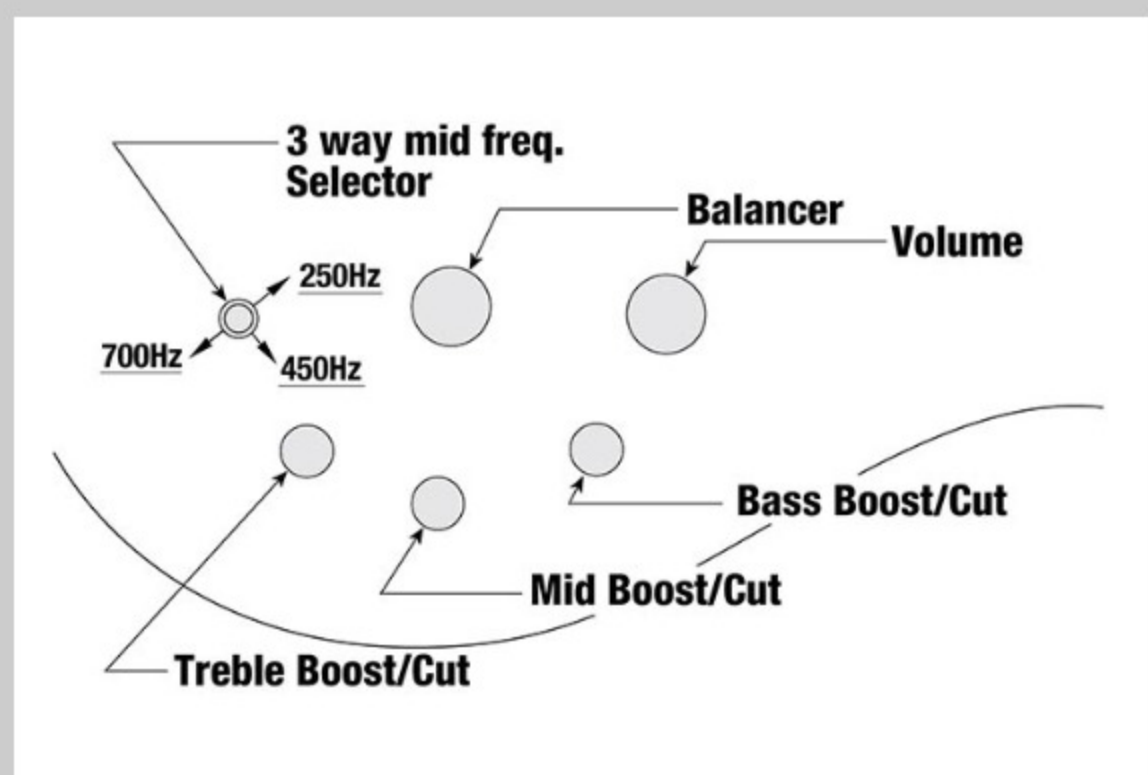 3 way mid freq.
Selector
Balancer
Volume
250Hz
700Hz
450Hz
Bass Boost/Cut
Mid Boost/Cut
Treble Boost/Cut